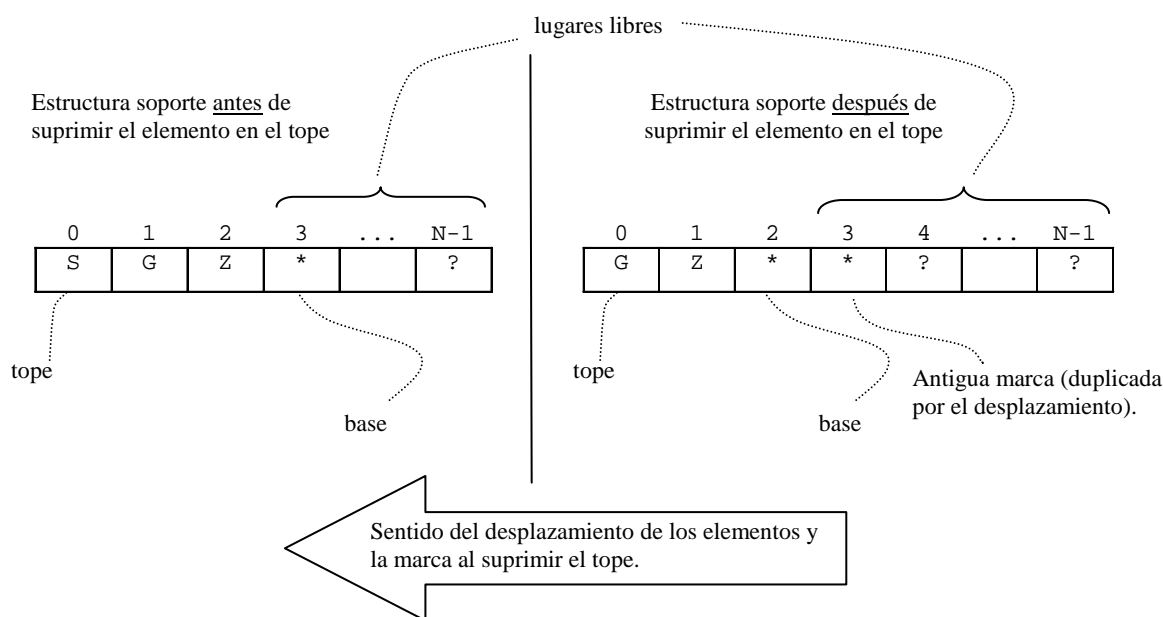 lugares libres
Estructura soporte antes de
suprimir el elemento en el tope
0 1 2 3 ... N-1
S G Z * ?
tope
base
Estructura soporte después de
suprimir el elemento en el tope
0 1 2 3 4 ... N-1
G Z * * ? ?
tope
base
Antigua marca (duplicada
por el desplazamiento).
Sentido del desplazamiento de los elementos y
la marca al suprimir el tope.